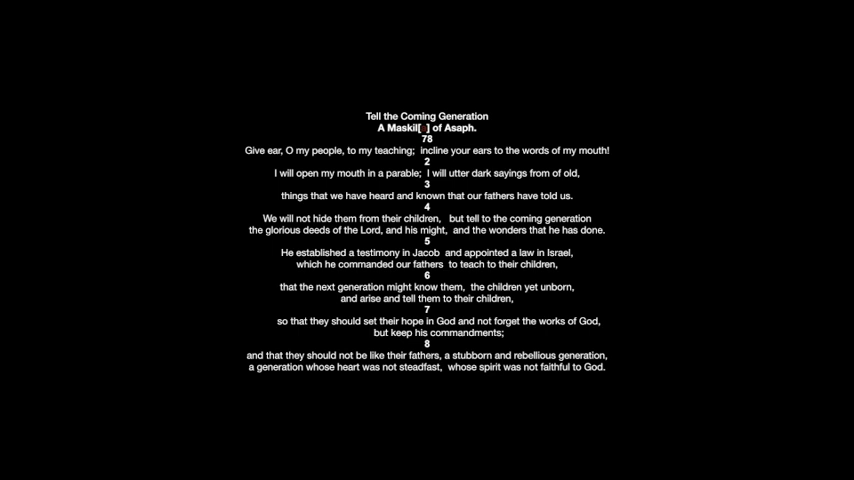 Tell the Coming Generation
A Maskil[a] of Asaph.
78
Give ear, O my people, to my teaching; incline your ears to the words of my mouth!
2
I will open my mouth in a parable; I will utter dark sayings from of old,
3
things that we have heard and known that our fathers have told us.
4
We will not hide them from their children, but tell to the coming generation
the glorious deeds of the Lord, and his might, and the wonders that he has done.
5
He established a testimony in Jacob and appointed a law in Israel,
which he commanded our fathers to teach to their children,
6
that the next generation might know them, the children yet unborn,
and arise and tell them to their children,
7
so that they should set their hope in God and not forget the works of God,
but keep his commandments;
8
and that they should not be like their fathers, a stubborn and rebellious generation,
a generation whose heart was not steadfast, whose spirit was not faithful to God.